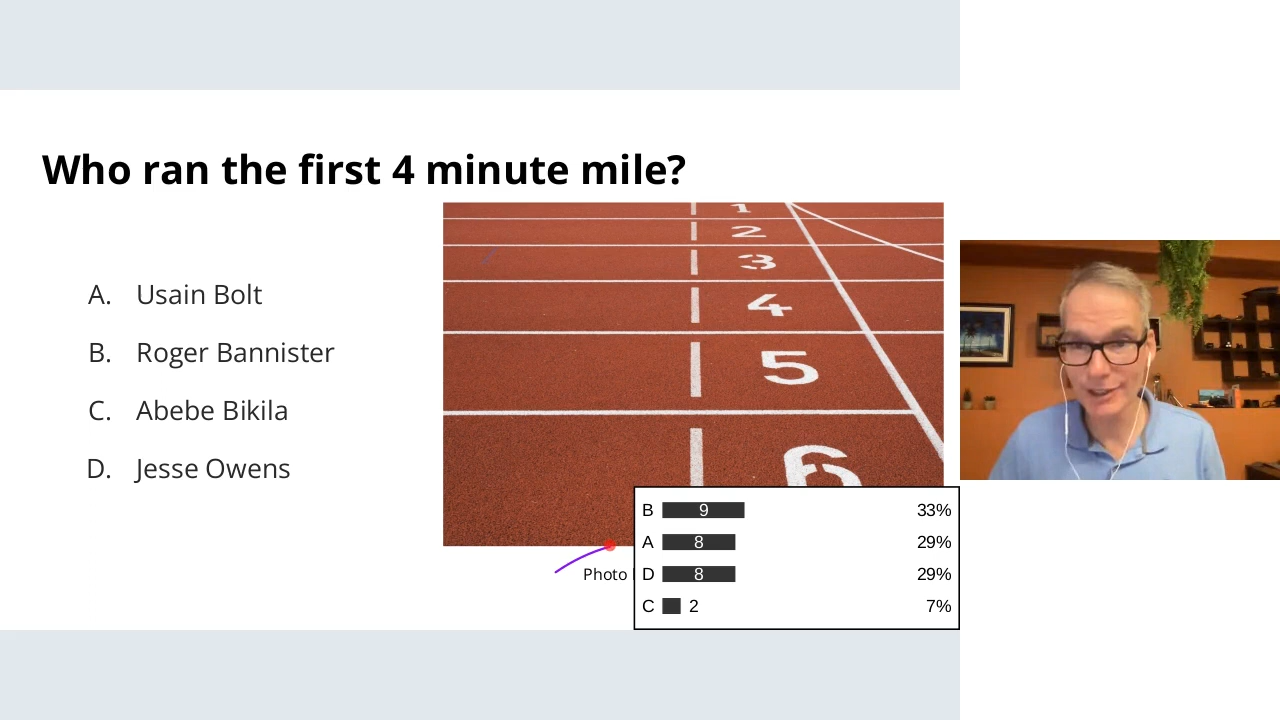 Who ran the first 4 minute mile?
A. Usain Bolt
B. Roger Bannister
C. Abebe Bikila
D. Jesse Owens
1
2
3
4
5
6
Photo
B 9 33%
A 8 29%
D 8 29%
C 2 7%